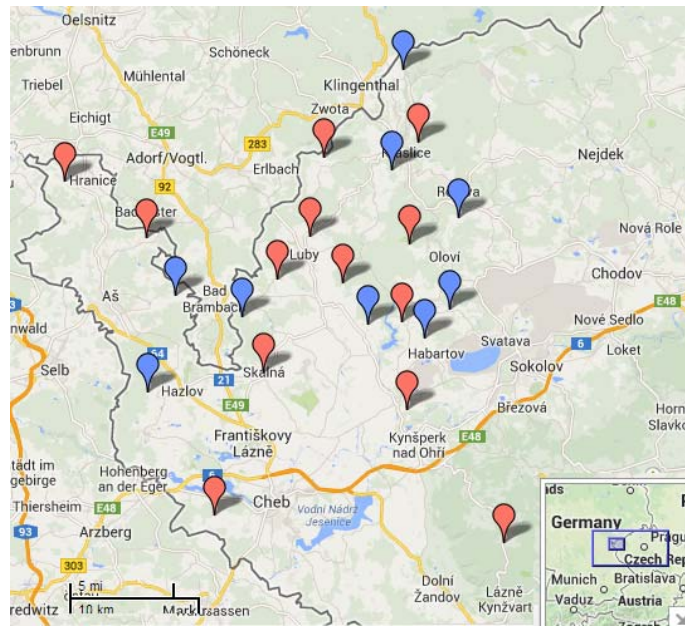 Oelsnitz
Schöneck
Triebel
Mühlental
Klingenthal
Zwota
Eichigt
E49
283
Adorf/Vogtl.
Erlbach
Nejdek
Hranice
92
Nová Role
Luby
Oloví
Chodov
Aš
Bad
Brambach
E48
Nové Sedlo
6
Selb
64
Skalná
Habartov
Svatava
Loket
Sokolov
21
Hazlov
E49
Březová
Františkovy
Lázně
Kynšperk
nad Ohří
E48
Hohenberg
an der Eger
6
Thiersheim
E48
Cheb
Vodní Nádrž
Jesenice
93
Arzberg
Germany
303
5 mi
10 km
Dolní
Žandov
Lázně
Kynžvart
Munich
Bratislava
Vaduz
Austria